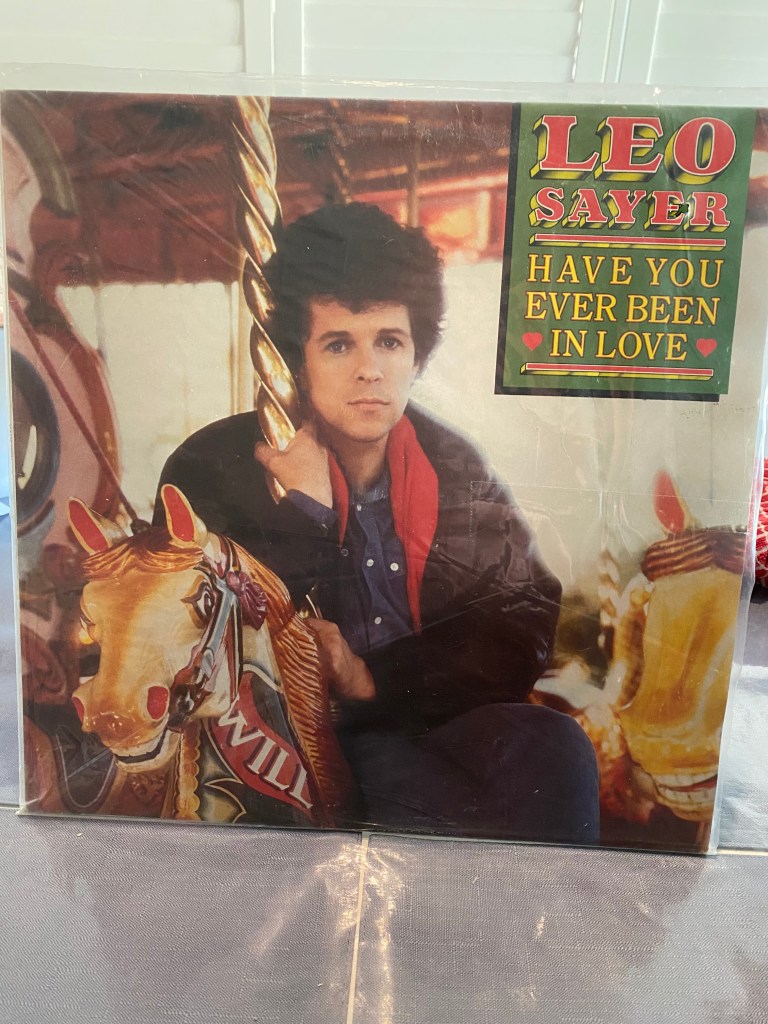 LEO
SAYER
HAVE YOU
EVER BEEN
IN LOVE
WILL